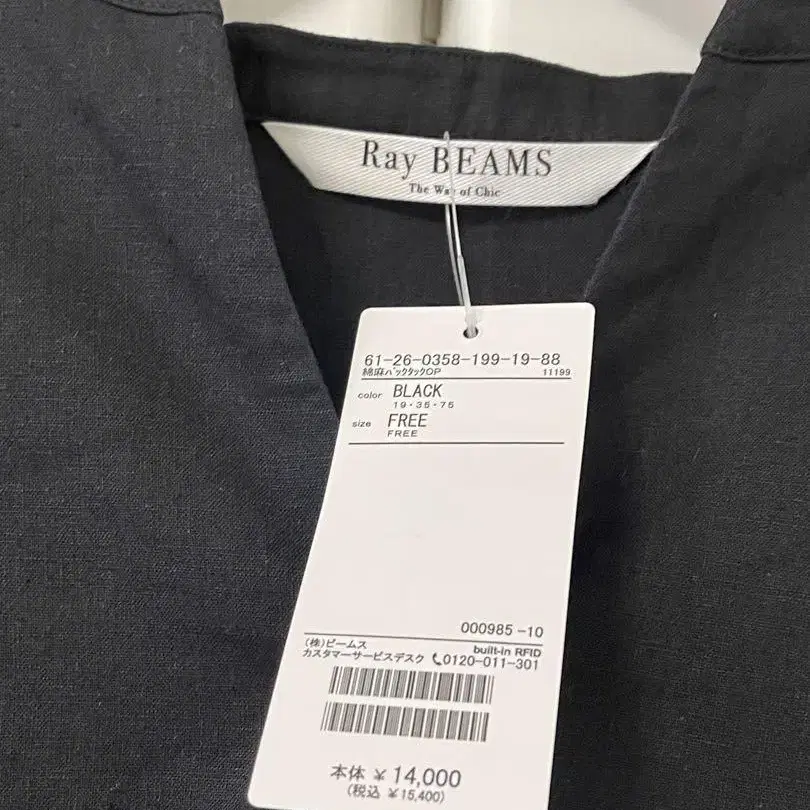 Ray BEAMS
The Way of Chic
61-26-0358-199-19-88
綿麻バックタックOP 11199
color BLACK
19・35・75
size FREE
FREE
000985-10
(株)ビームス built-in RFID
カスタマーサービスデスク 0120-011-301
本体 ¥14,000
(税込 ¥15,400)